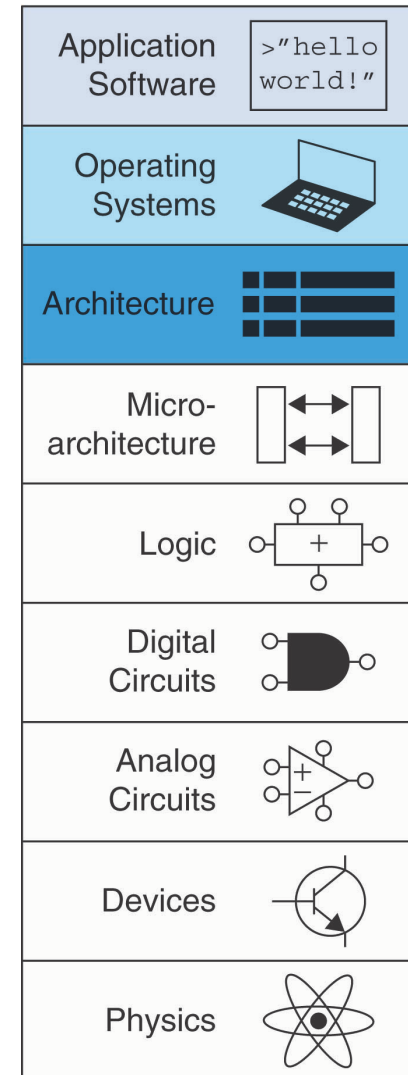 Application
Software
>"hello
world!"
Operating
Systems
Architecture
Micro-
architecture
Logic
+
Digital
Circuits
Analog
Circuits
+
−
Devices
Physics